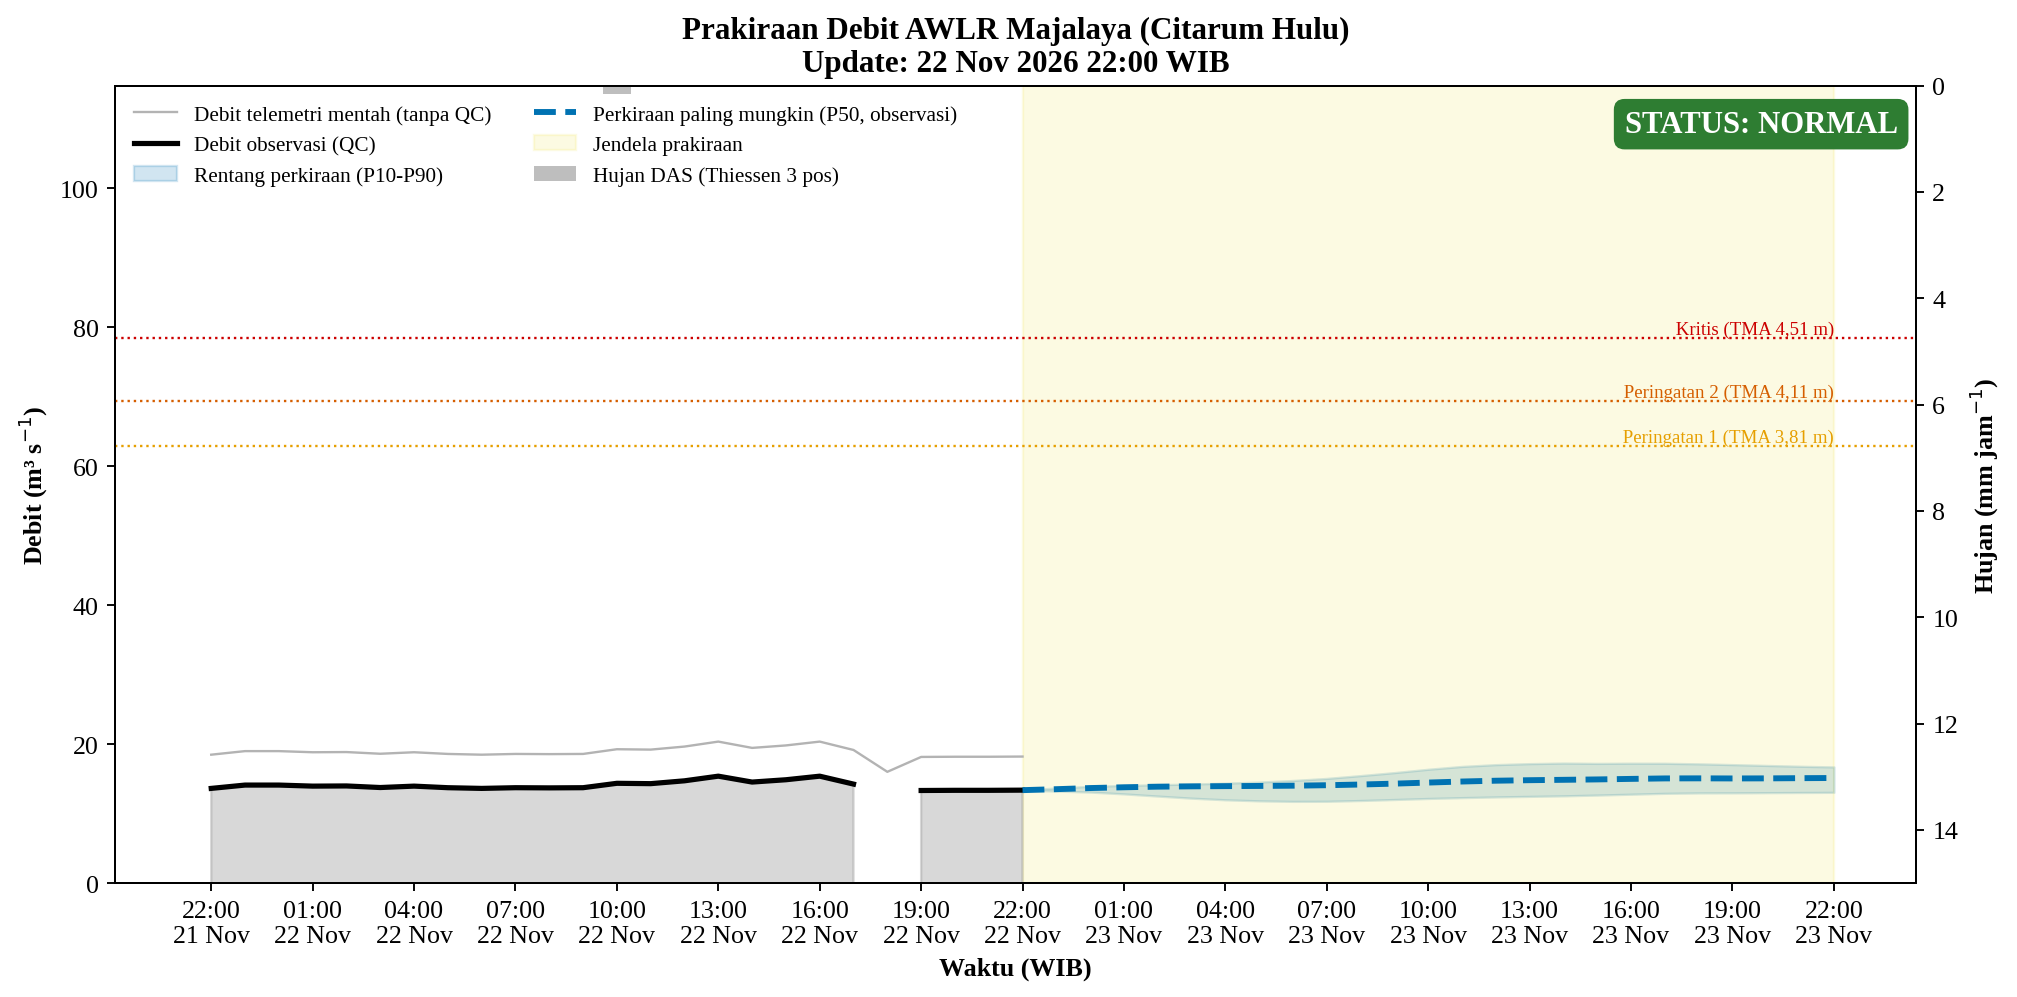 Prakiraan Debit AWLR Majalaya (Citarum Hulu)
Update: 22 Nov 2026 22:00 WIB
Debit telemetri mentah (tanpa QC)
Debit observasi (QC)
Rentang perkiraan (P10-P90)
Perkiraan paling mungkin (P50, observasi)
Jendela prakiraan
Hujan DAS (Thiessen 3 pos)
STATUS: NORMAL
Kritis (TMA 4,51 m)
Peringatan 2 (TMA 4,11 m)
Peringatan 1 (TMA 3,81 m)
Debit (m³ s⁻¹)
100
80
60
40
20
0
Hujan (mm jam⁻¹)
0
2
4
6
8
10
12
14
22:00 01:00 04:00 07:00 10:00 13:00 16:00 19:00 22:00 01:00 04:00 07:00 10:00 13:00 16:00 19:00 22:00
21 Nov 22 Nov 22 Nov 22 Nov 22 Nov 22 Nov 22 Nov 22 Nov 22 Nov 23 Nov 23 Nov 23 Nov 23 Nov 23 Nov 23 Nov 23 Nov 23 Nov
Waktu (WIB)